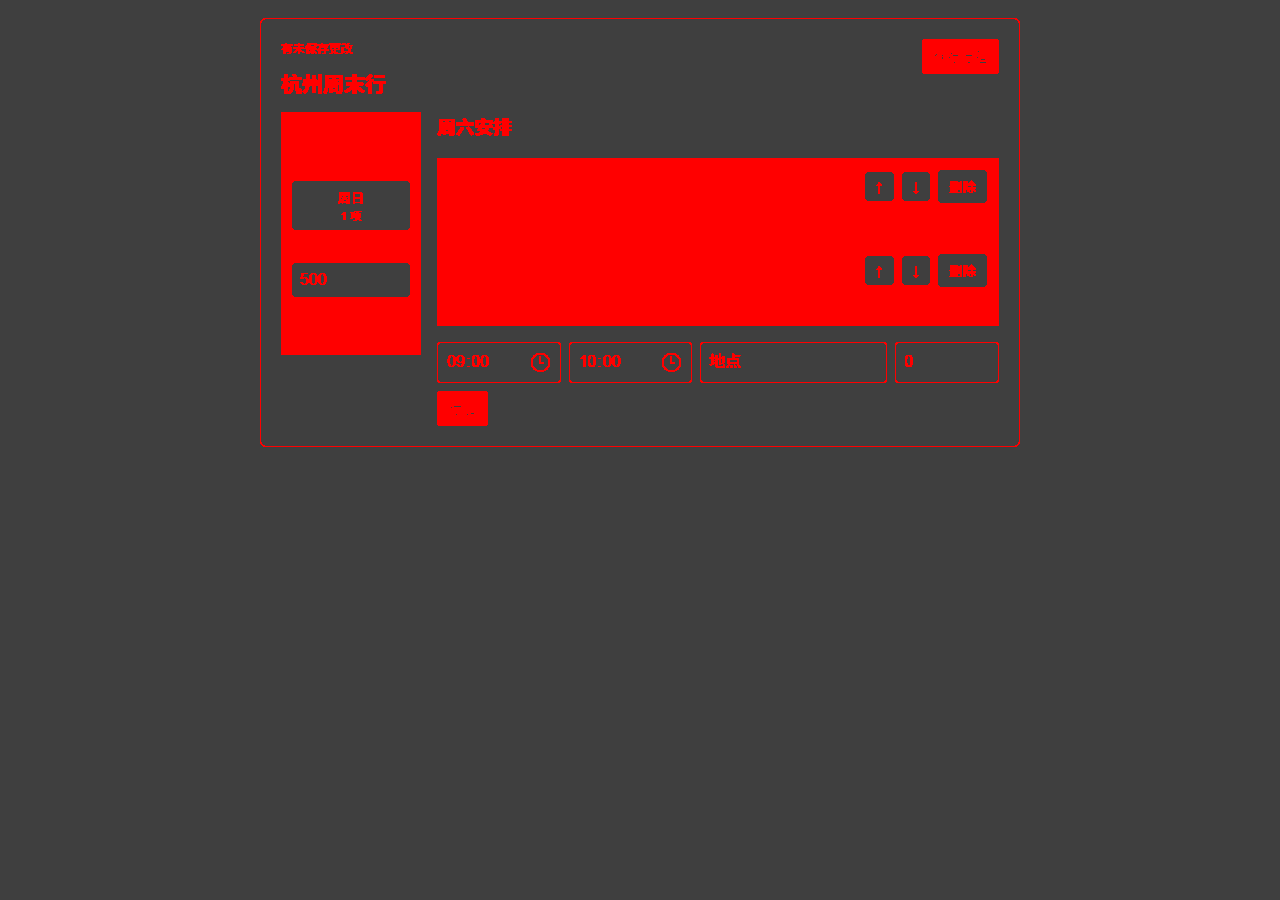 有未保存更改
杭州周末行
周日
1 段
500
周六安排
↑ ↓ 删除
↑ ↓ 删除
09:00 10:00 地点 0